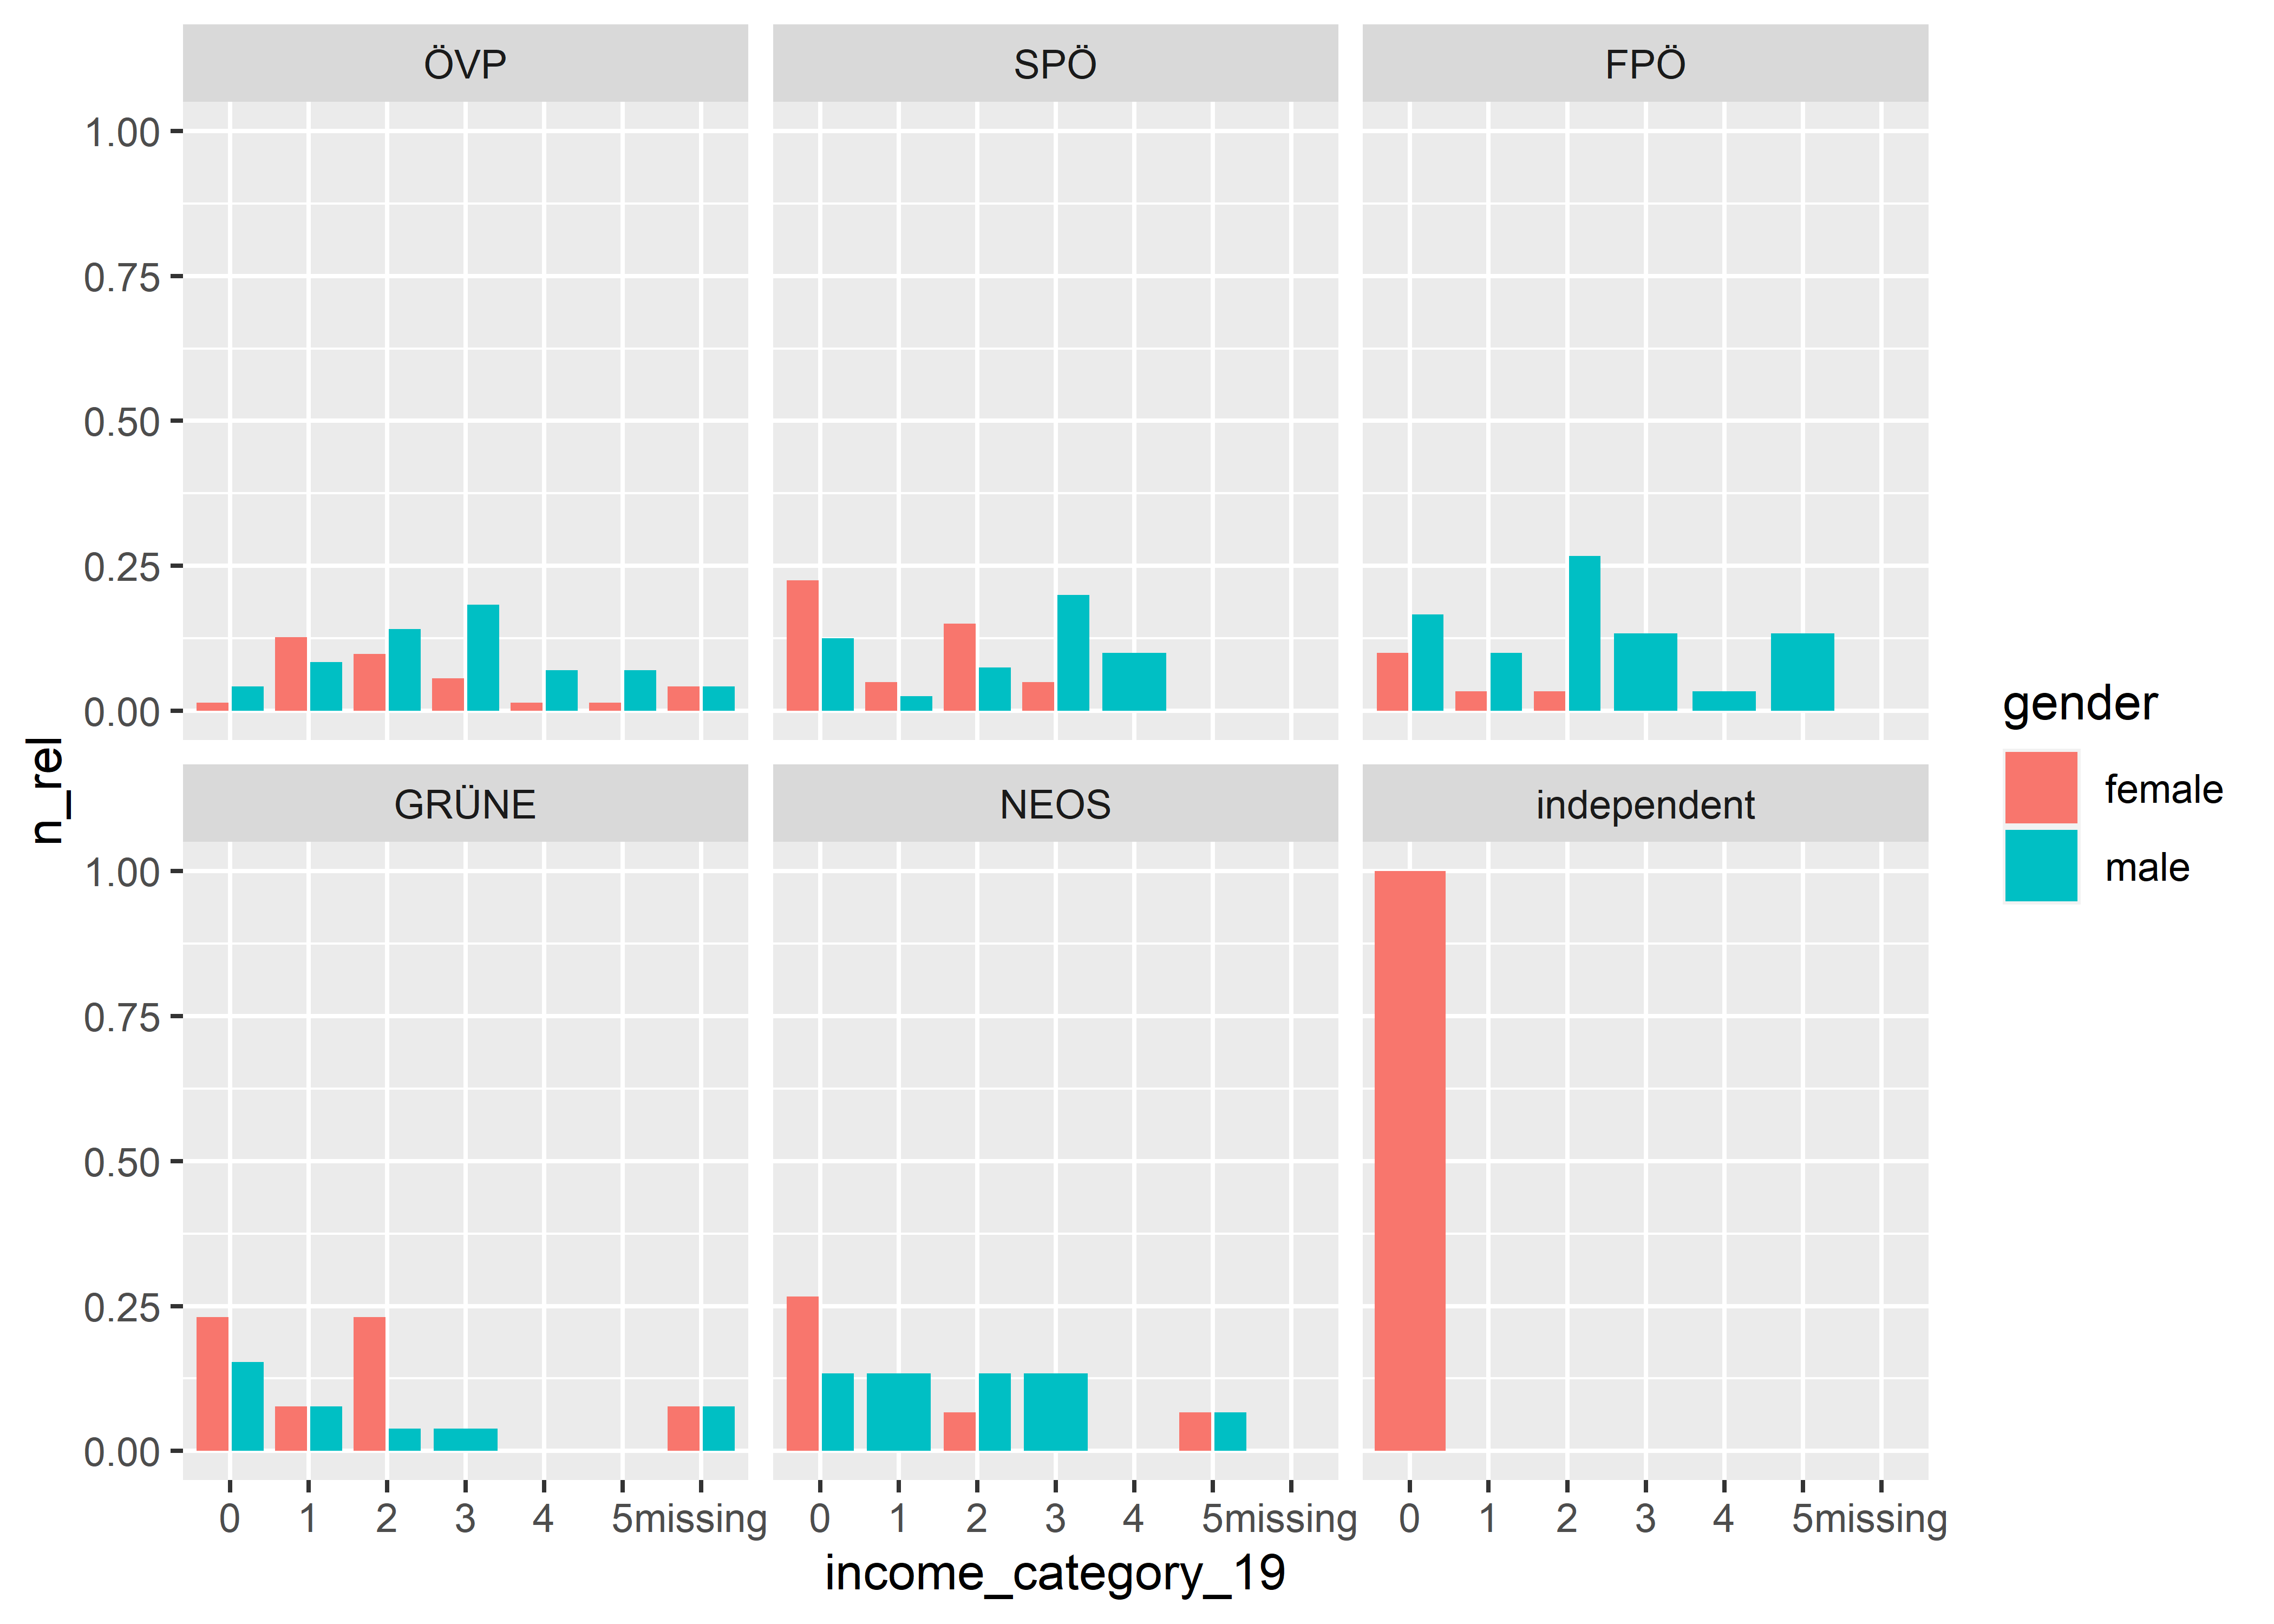 ÖVP SPÖ FPÖ
1.00
0.75
0.50
0.25
0.00
GRÜNE NEOS independent
1.00
0.75
0.50
0.25
0.00
0 1 2 3 4 5missing 0 1 2 3 4 5missing 0 1 2 3 4 5missing
income_category_19
n_rel
gender
female
male